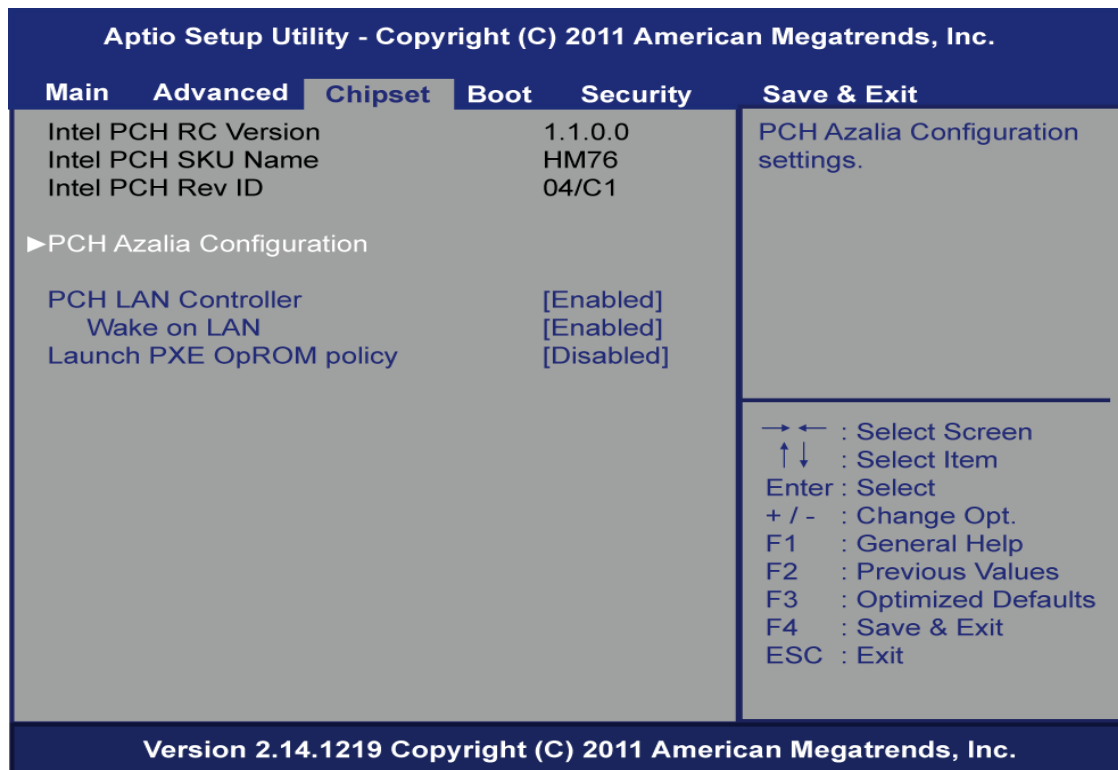 Aptio Setup Utility - Copyright (C) 2011 American Megatrends, Inc.
Main Advanced Chipset Boot Security Save & Exit
Intel PCH RC Version 1.1.0.0
Intel PCH SKU Name HM76
Intel PCH Rev ID 04/C1
►PCH Azalia Configuration
PCH LAN Controller [Enabled]
Wake on LAN [Enabled]
Launch PXE OpROM policy [Disabled]
PCH Azalia Configuration
settings.
→ ← : Select Screen
↑↓ : Select Item
Enter : Select
+ / - : Change Opt.
F1 : General Help
F2 : Previous Values
F3 : Optimized Defaults
F4 : Save & Exit
ESC : Exit
Version 2.14.1219 Copyright (C) 2011 American Megatrends, Inc.